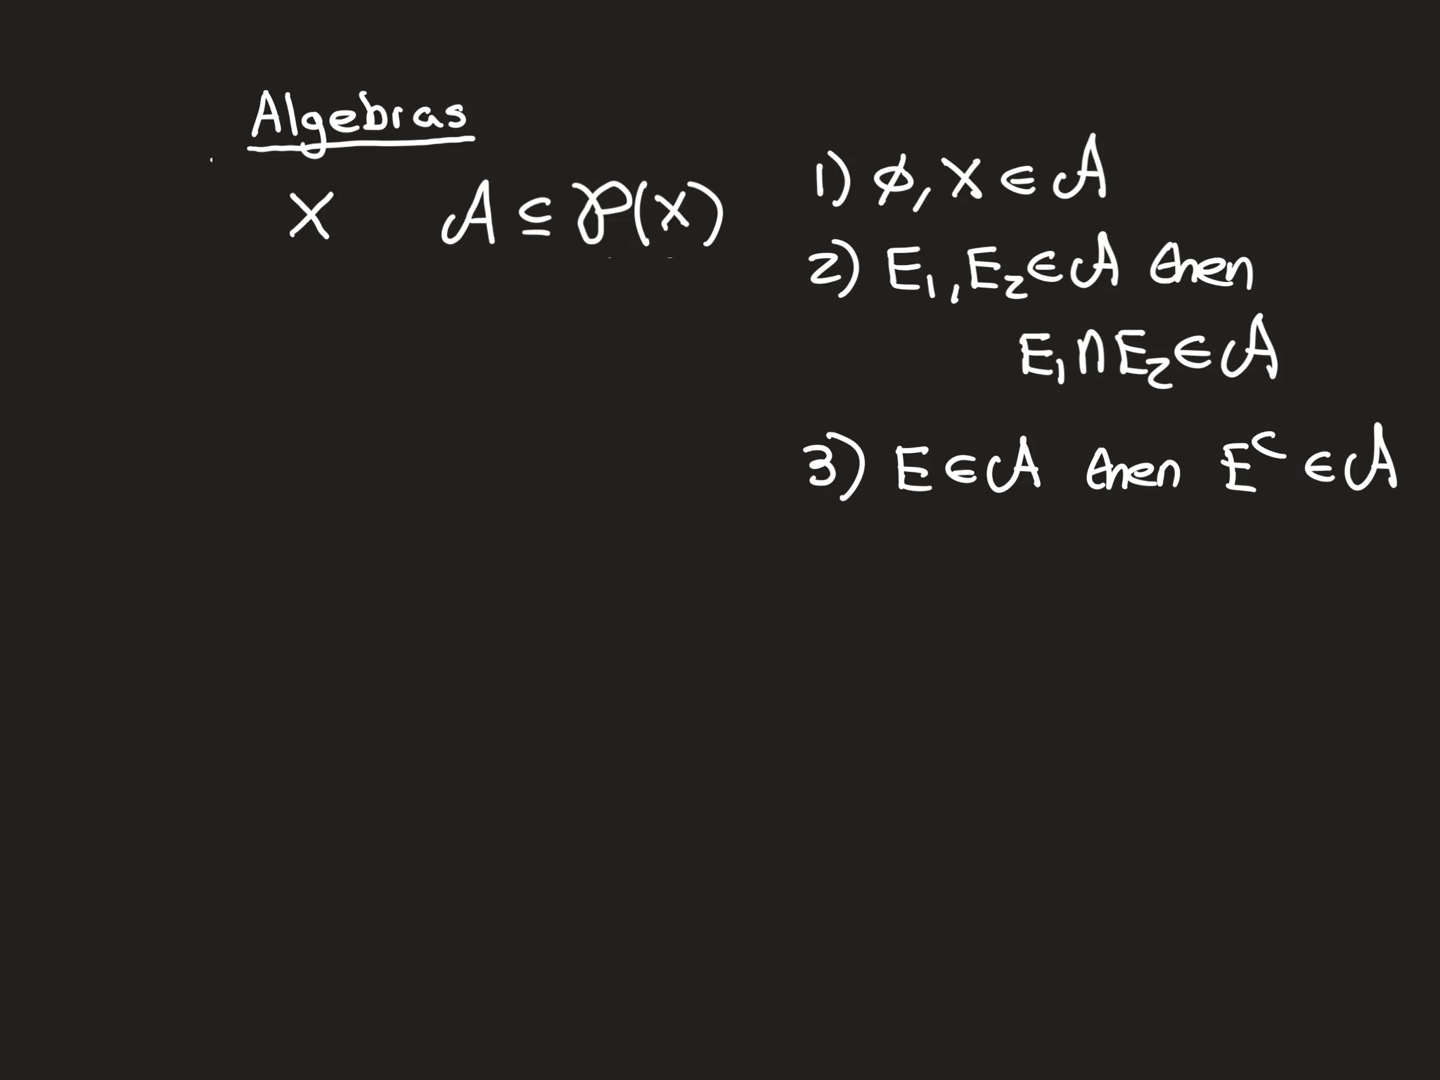 Algebras
X 𝒜 ⊆ 𝒫(X)
1) ∅, X ∈ 𝒜
2) E₁, E₂ ∈ 𝒜 then
E₁ ∩ E₂ ∈ 𝒜
3) E ∈ 𝒜 then Eᶜ ∈ 𝒜